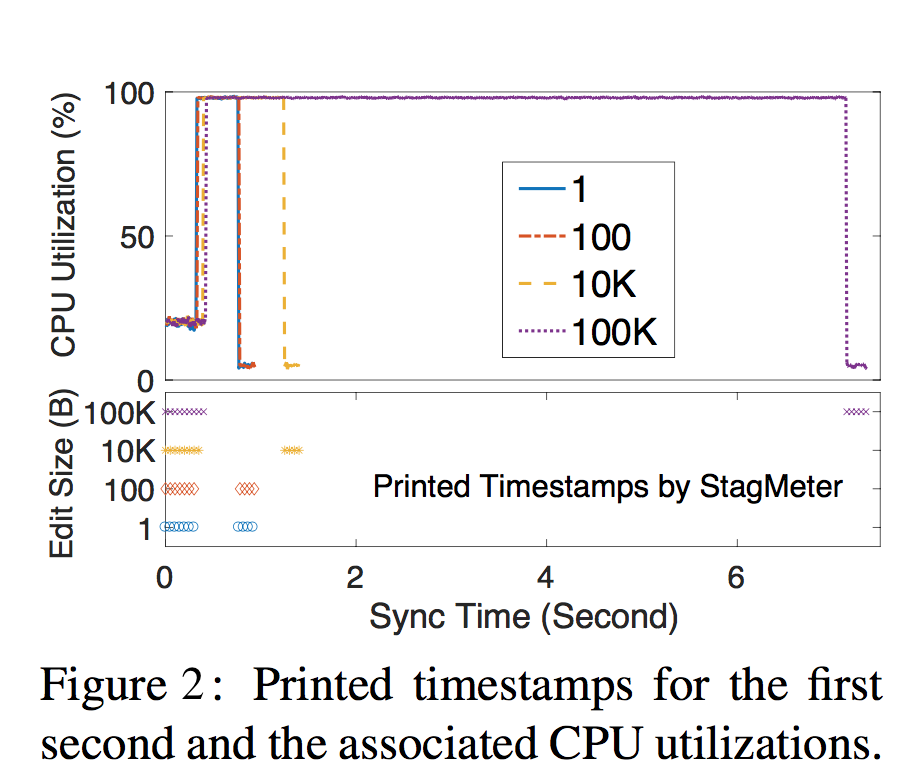 100
50
0
CPU Utilization (%)
1
100
10K
100K
100K
10K
100
1
Edit Size (B)
Printed Timestamps by StagMeter
0 2 4 6
Sync Time (Second)
Figure 2: Printed timestamps for the first
second and the associated CPU utilizations.